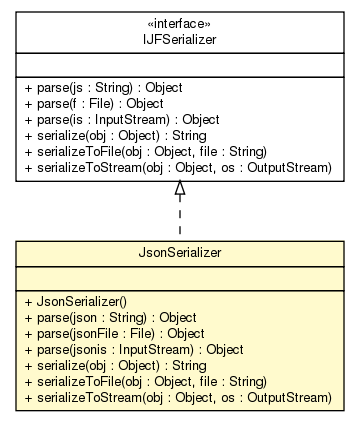 «interface»
IJFSerializer
+ parse(js : String) : Object
+ parse(f : File) : Object
+ parse(is : InputStream) : Object
+ serialize(obj : Object) : String
+ serializeToFile(obj : Object, file : String)
+ serializeToStream(obj : Object, os : OutputStream)
JsonSerializer
+ JsonSerializer()
+ parse(json : String) : Object
+ parse(jsonFile : File) : Object
+ parse(jsonis : InputStream) : Object
+ serialize(obj : Object) : String
+ serializeToFile(obj : Object, file : String)
+ serializeToStream(obj : Object, os : OutputStream)